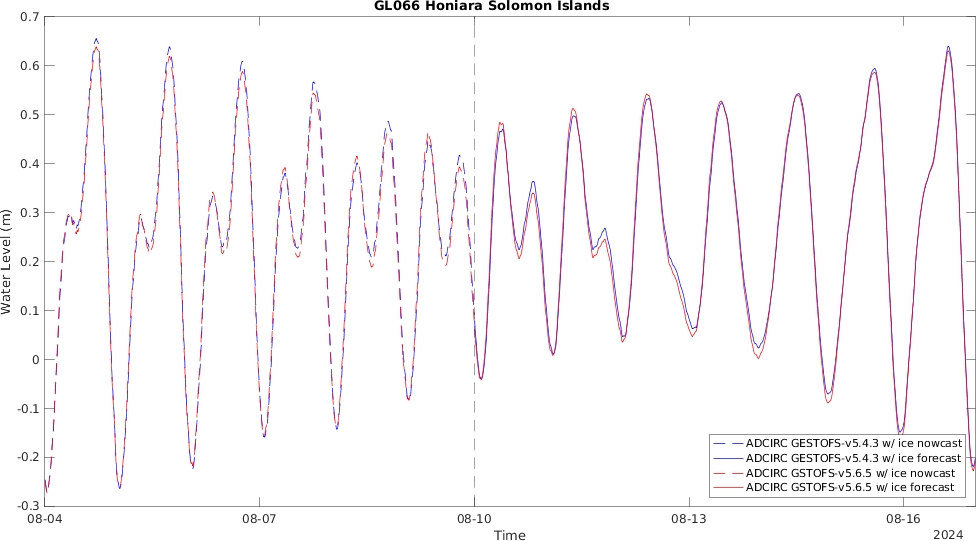 GL066 Honiara Solomon Islands
0.7
0.6
0.5
0.4
0.3
0.2
0.1
0
-0.1
-0.2
-0.3
Water Level (m)
ADCIRC GESTOFS-v5.4.3 w/ ice nowcast
ADCIRC GESTOFS-v5.4.3 w/ ice forecast
ADCIRC GSTOFS-v5.6.5 w/ ice nowcast
ADCIRC GSTOFS-v5.6.5 w/ ice forecast
08-04 08-07 08-10 08-13 08-16
Time
2024